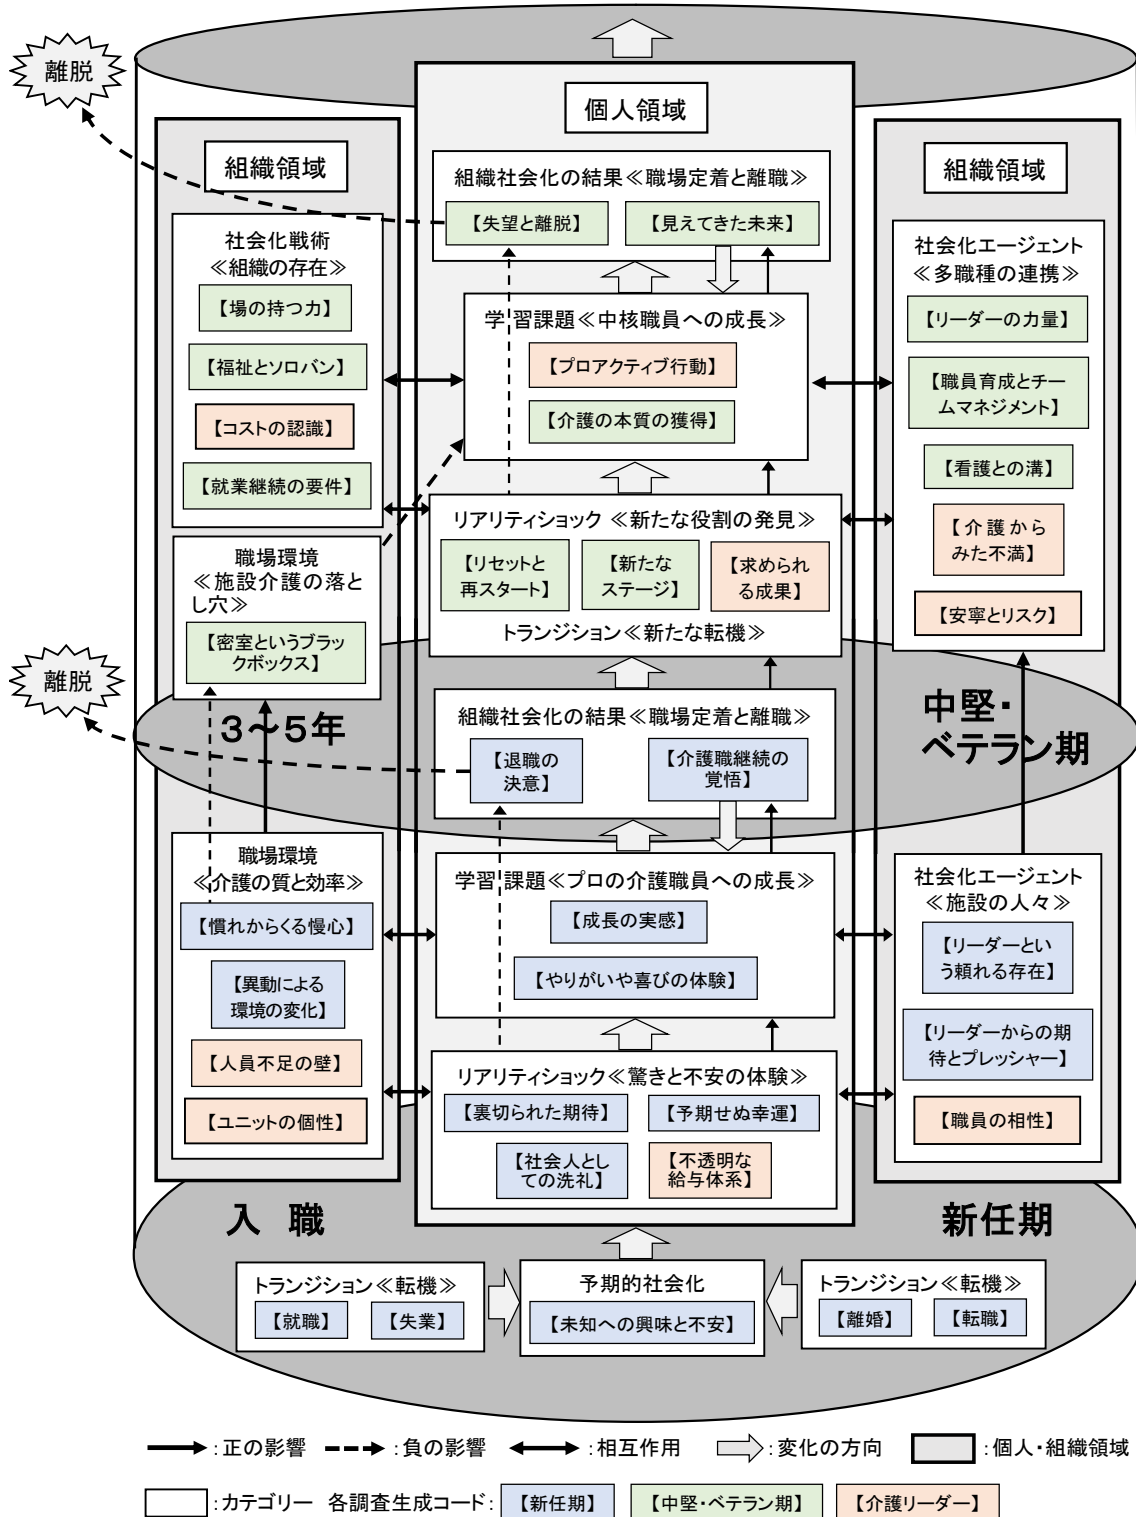 離脱
個人領域
組織領域
組織領域
組織社会化の結果≪職場定着と離職≫
【失望と離脱】
【見えてきた未来】
社会化戦術
≪組織の存在≫
【場の持つ力】
【福祉とソロバン】
【コストの認識】
【就業継続の要件】
学習課題≪中核職員への成長≫
【プロアクティブ行動】
【介護の本質の獲得】
社会化エージェント
≪多職種の連携≫
【リーダーの力量】
【職員育成とチー
ムマネジメント】
【看護との溝】
【介護から
みた不満】
【安寧とリスク】
リアリティショック≪新たな役割の発見≫
【リセットと
再スタート】
【新たな
ステージ】
【求められ
る成果】
トランジション≪新たな転機≫
職場環境
≪施設介護の落と
し穴≫
【密室というブラッ
クボックス】
離脱
3～5年
中堅・
ベテラン期
組織社会化の結果≪職場定着と離職≫
【退職の
決意】
【介護職継続の
覚悟】
職場環境
≪介護の質と効率≫
【慣れからくる慢心】
【異動による
環境の変化】
【人員不足の壁】
【ユニットの個性】
学習課題≪プロの介護職員への成長≫
【成長の実感】
【やりがいや喜びの体験】
社会化エージェント
≪施設の人々≫
【リーダーとい
う頼れる存在】
【リーダーからの期
待とプレッシャー】
【職員の相性】
リアリティショック≪驚きと不安の体験≫
【裏切られた期待】
【予期せぬ幸運】
【社会人とし
ての洗礼】
【不透明な
給与体系】
入 職
新任期
トランジション≪転機≫
【就職】
【失業】
予期的社会化
【未知への興味と不安】
トランジション≪転機≫
【離婚】
【転職】
:正の影響
:負の影響
:相互作用
:変化の方向
:個人・組織領域
:カテゴリー
各調査生成コード:
【新任期】
【中堅・ベテラン期】
【介護リーダー】